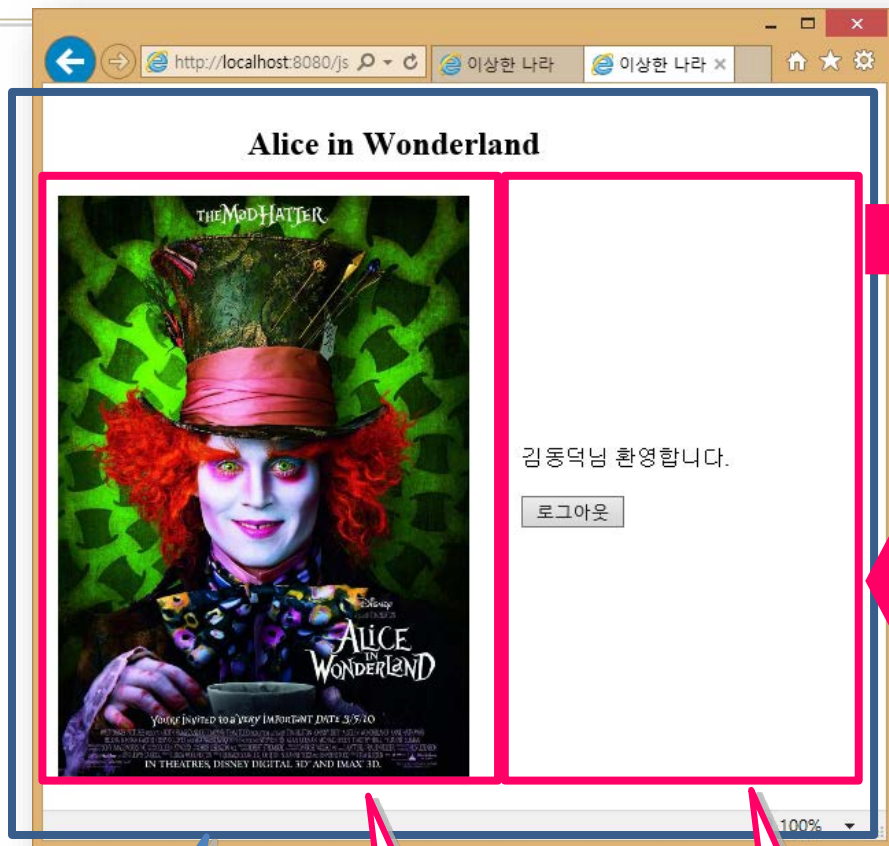 http://localhost:8080/js
이상한 나라
이상한 나라
Alice in Wonderland
THE MAD HATTER
김동덕님 환영합니다.
로그아웃
Disney
ALICE
IN
WONDERLAND
YOU'RE INVITED TO A VERY IMPORTANT DATE 3/5/10
IN THEATRES, DISNEY DIGITAL 3D AND IMAX 3D.
100%